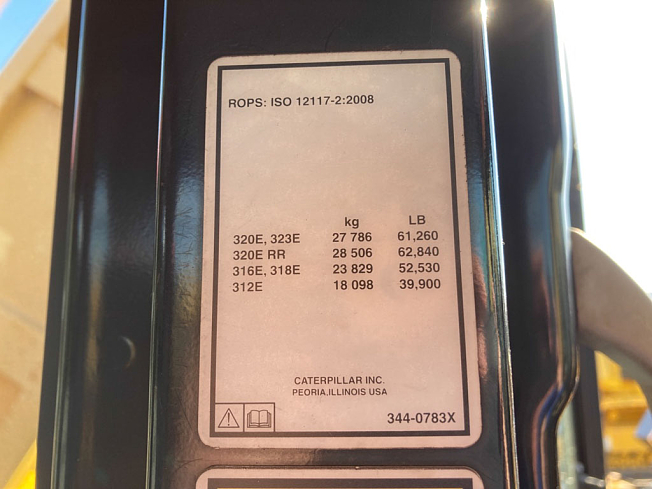 ROPS: ISO 12117-2:2008
kg LB
320E, 323E 27 786 61,260
320E RR 28 506 62,840
316E, 318E 23 829 52,530
312E 18 098 39,900
CATERPILLAR INC.
PEORIA,ILLINOIS USA
344-0783X